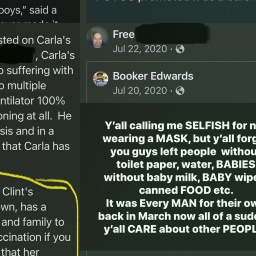 boys," said a
sted on Carla's
, Carla's
o suffering with
o multiple
ntilator 100%
oning at all. He
sis and in a
that Carla has
Clint's
wn, has a
and family to
ccination if you
that her
Free
Jul 22, 2020 ·
Booker Edwards
Jul 20, 2020 ·
Y'all calling me SELFISH for n
wearing a MASK, but y'all forg
you guys left people withou
toilet paper, water, BABIES
without baby milk, BABY wipe
canned FOOD etc.
It was Every MAN for their ow
back in March now all of a sudd
y'all CARE about other PEOPL